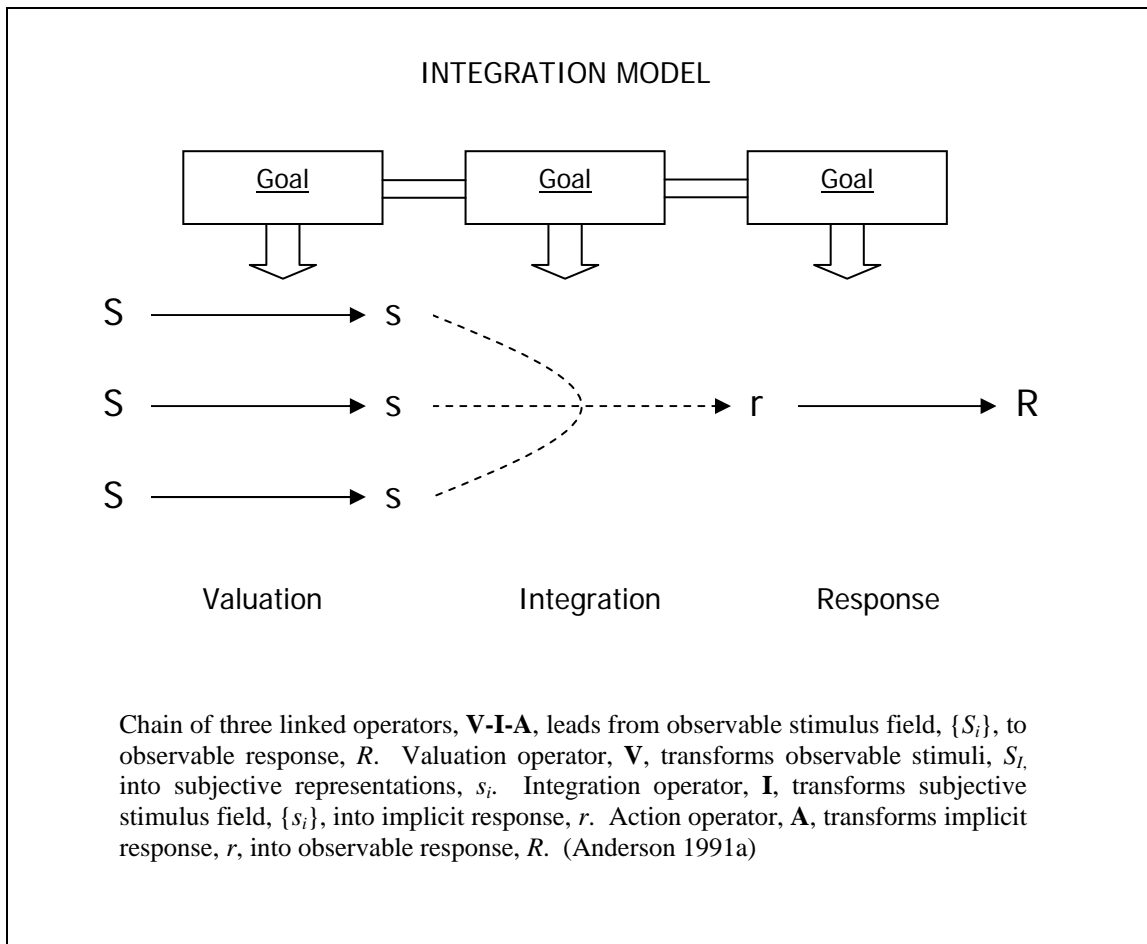 INTEGRATION MODEL
Goal Goal Goal
S s
S s r R
S s
Valuation Integration Response
Chain of three linked operators, V-I-A, leads from observable stimulus field, {Si}, to
observable response, R. Valuation operator, V, transforms observable stimuli, SI,
into subjective representations, si. Integration operator, I, transforms subjective
stimulus field, {si}, into implicit response, r. Action operator, A, transforms implicit
response, r, into observable response, R. (Anderson 1991a)